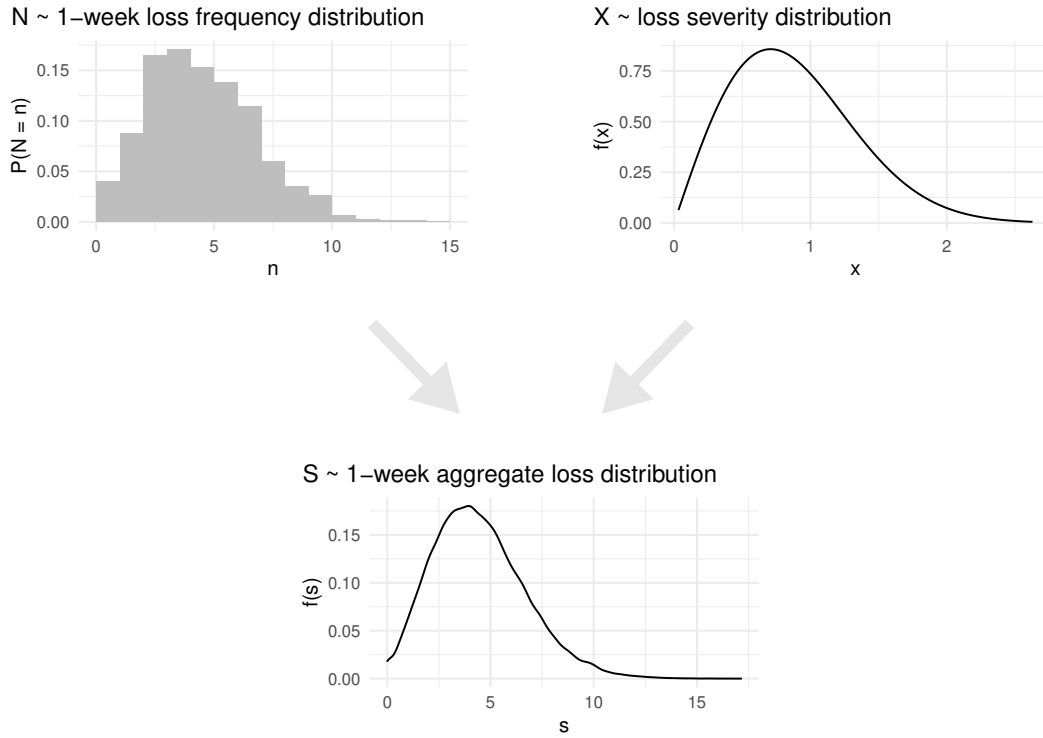 N ~ 1−week loss frequency distribution
P(N = n)
0.15
0.10
0.05
0.00
0 5 10 15
n
X ~ loss severity distribution
f(x)
0.75
0.50
0.25
0.00
0 1 2
x
S ~ 1−week aggregate loss distribution
f(s)
0.15
0.10
0.05
0.00
0 5 10 15
s